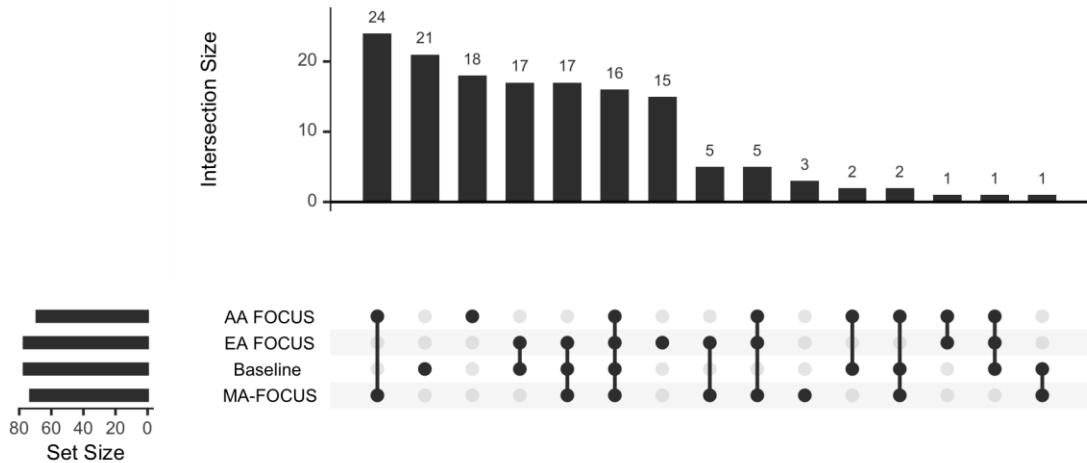 24
21
18
17
17
16
15
5
5
3
2
2
1
1
1
Intersection Size
20
10
0
AA FOCUS
EA FOCUS
Baseline
MA-FOCUS
80 60 40 20 0
Set Size